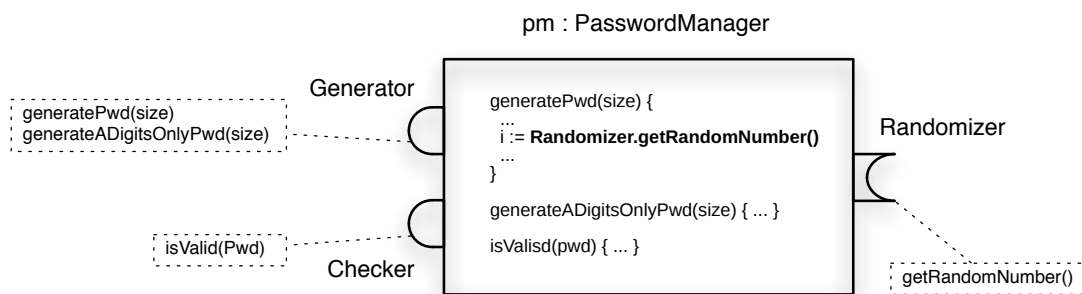 pm : PasswordManager
Generator
generatePwd(size)
generateADigitsOnlyPwd(size)
generatePwd(size) {
...
i := Randomizer.getRandomNumber()
...
}
generateADigitsOnlyPwd(size) { ... }
isValisd(pwd) { ... }
Randomizer
isValid(Pwd)
Checker
getRandomNumber()